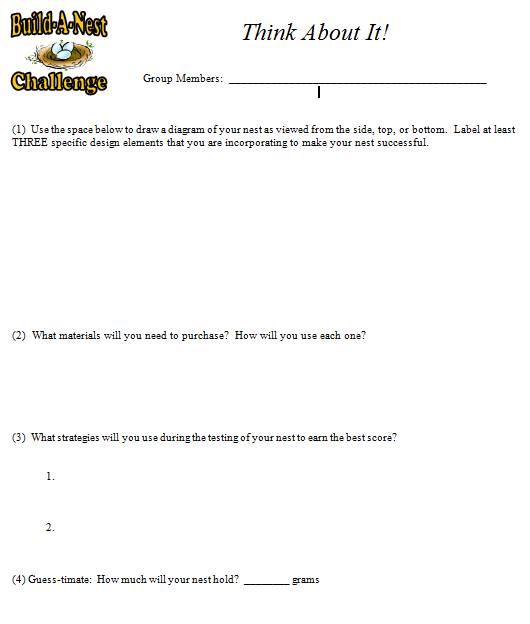 Build-A-Nest
Challenge
Think About It!
Group Members: ___________________________________________
(1) Use the space below to draw a diagram of your nest as viewed from the side, top, or bottom. Label at least
THREE specific design elements that you are incorporating to make your nest successful.
(2) What materials will you need to purchase? How will you use each one?
(3) What strategies will you use during the testing of your nest to earn the best score?
1.
2.
(4) Guess-timate: How much will your nest hold? ________ grams